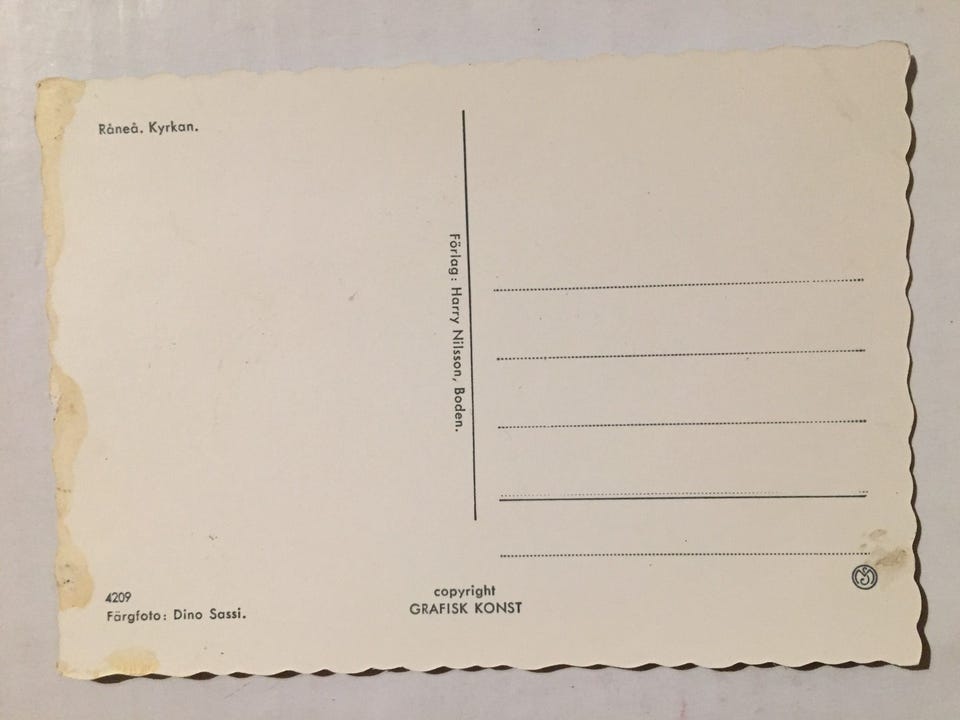 Råneå. Kyrkan.
Förlag: Harry Nilsson, Boden.
4209
Färgfoto: Dino Sassi.
copyright
GRAFISK KONST